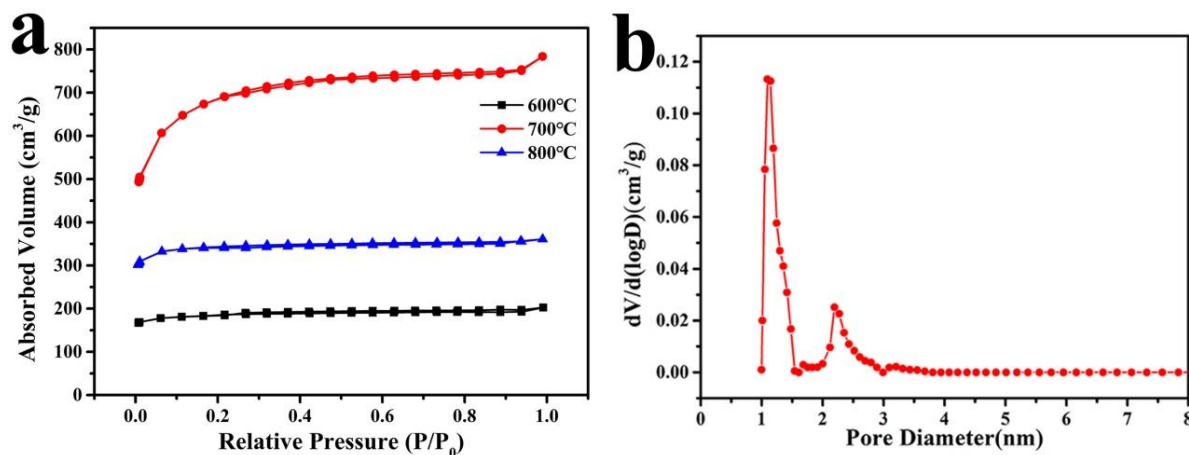 a
800
700
600
500
400
300
200
100
0
Absorbed Volume (cm³/g)
600°C
700°C
800°C
0.0 0.2 0.4 0.6 0.8 1.0
Relative Pressure (P/P₀)
b
0.12
0.10
0.08
0.06
0.04
0.02
0.00
dV/d(logD)(cm³/g)
0 1 2 3 4 5 6 7 8
Pore Diameter(nm)